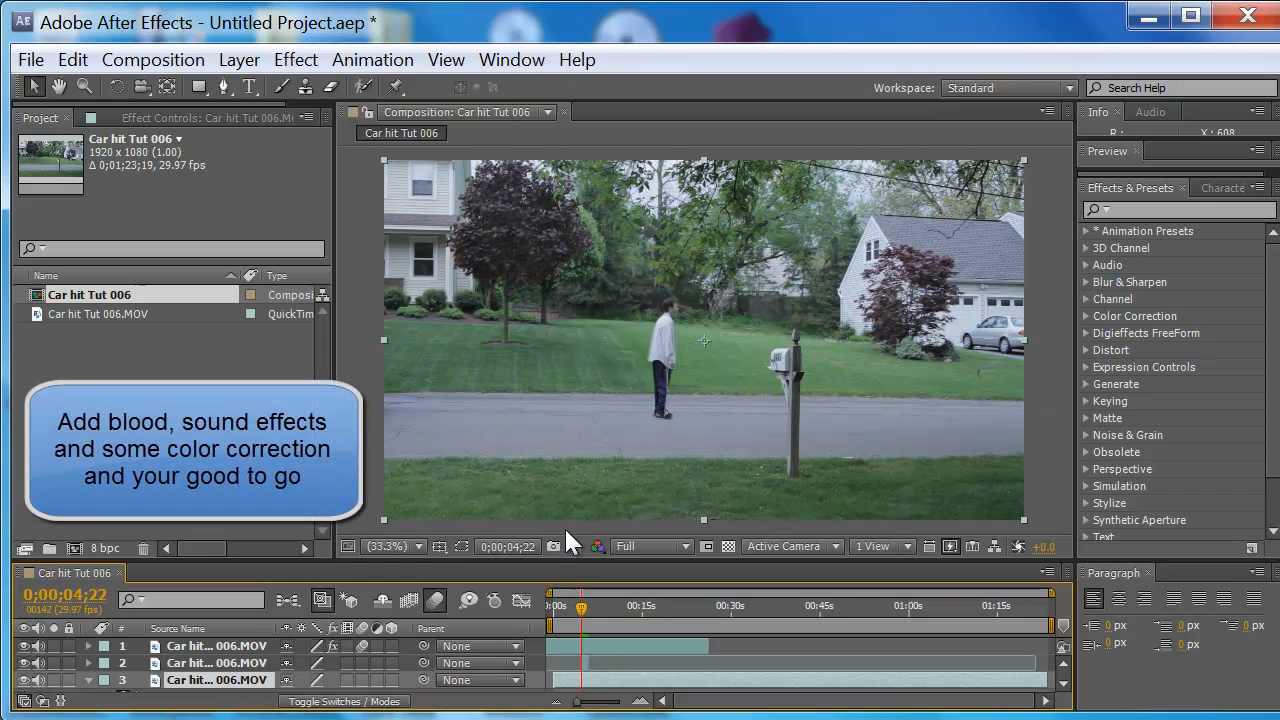 Adobe After Effects - Untitled Project.aep *
File Edit Composition Layer Effect Animation View Window Help
Workspace: Standard Search Help
Project Effect Controls: Car hit Tut 006.M
Composition: Car hit Tut 006
Info Audio
Car hit Tut 006
Car hit Tut 006
1920 x 1080 (1.00)
Δ 0;01;23;19, 29.97 fps
R : X : 608
Preview
Effects & Presets Characte
Name Type
Car hit Tut 006 Composi
Car hit Tut 006.MOV QuickTim
* Animation Presets
3D Channel
Audio
Blur & Sharpen
Channel
Color Correction
Digieffects FreeForm
Distort
Expression Controls
Generate
Keying
Matte
Noise & Grain
Obsolete
Perspective
Simulation
Stylize
Synthetic Aperture
Text
Add blood, sound effects
and some color correction
and your good to go
8 bpc
(33.3%) 0;00;04;22 Full Active Camera 1 View +0.0
Car hit Tut 006
Paragraph
0;00;04;22
00142 (29.97 fps)
:00s 00:15s 00:30s 00:45s 01:00s 01:15s
# Source Name Parent
1 Car hit... 006.MOV fx None
2 Car hit... 006.MOV None
3 Car hit... 006.MOV None
0 px 0 px 0 px
0 px 0 px
Toggle Switches / Modes